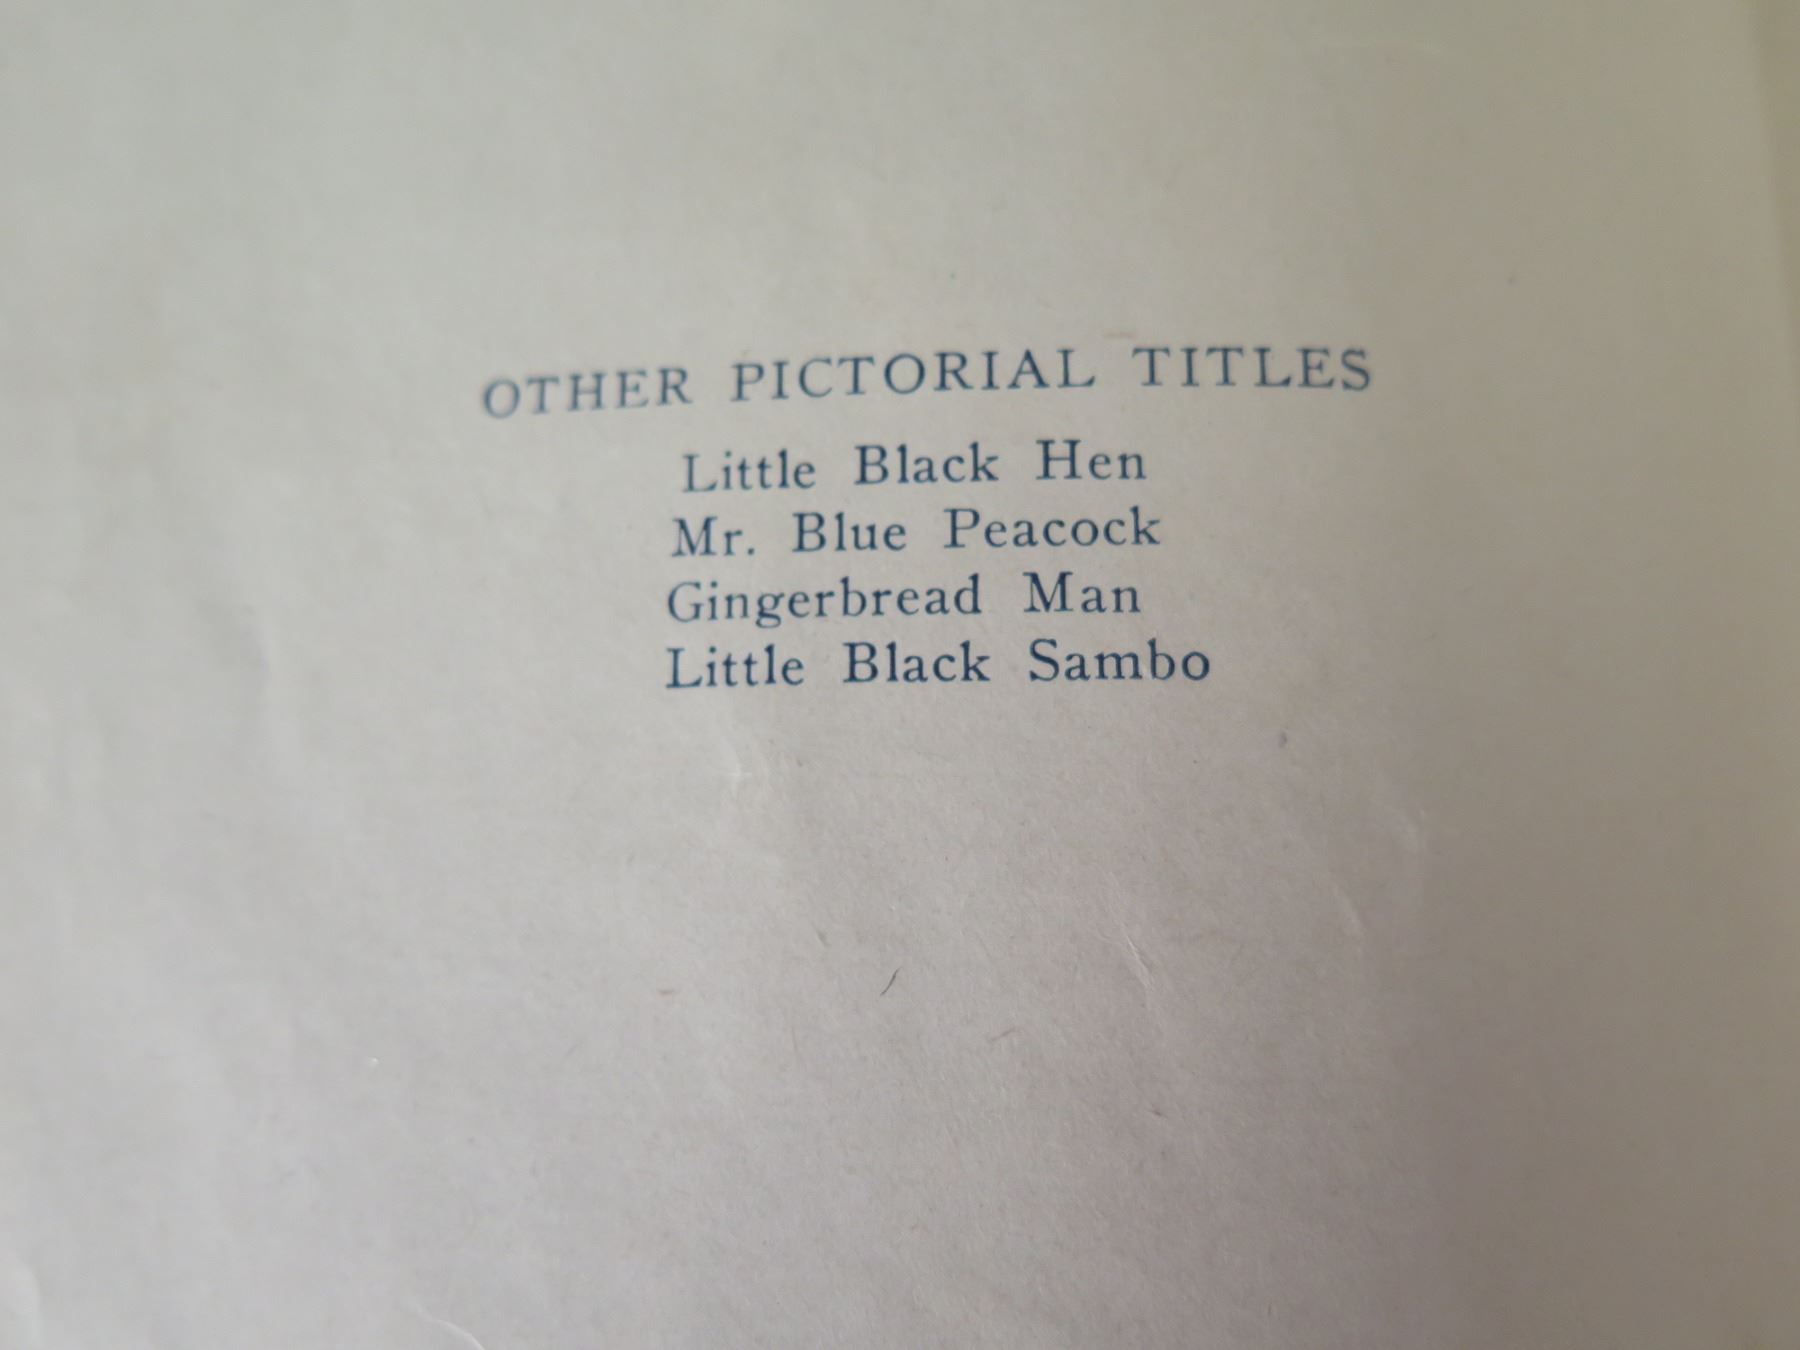 OTHER PICTORIAL TITLES
Little Black Hen
Mr. Blue Peacock
Gingerbread Man
Little Black Sambo